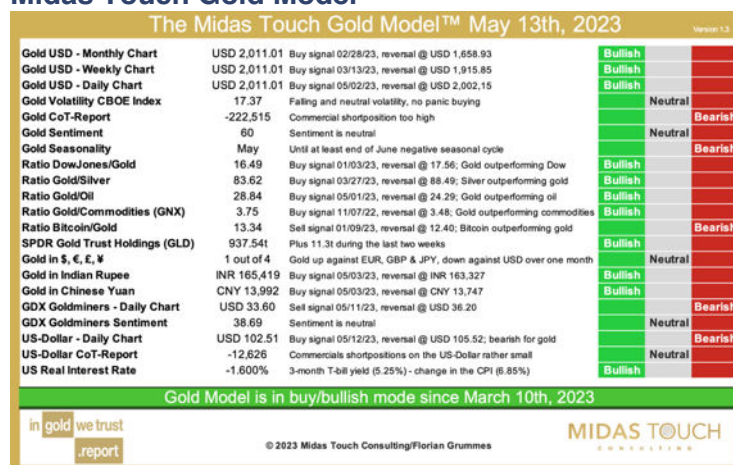 Midas Touch Gold Model
The Midas Touch Gold Model™ May 13th, 2023 Version 1.3
Gold USD - Monthly Chart USD 2,011.01 Buy signal 02/28/23, reversal @ USD 1,658.93 Bullish
Gold USD - Weekly Chart USD 2,011.01 Buy signal 03/13/23, reversal @ USD 1,915.85 Bullish
Gold USD - Daily Chart USD 2,011.01 Buy signal 05/02/23, reversal @ USD 2,002,15 Bullish
Gold Volatility CBOE Index 17.37 Falling and neutral volatility, no panic buying Neutral
Gold CoT-Report -222,515 Commercial shortposition too high Bearish
Gold Sentiment 60 Sentiment is neutral Neutral
Gold Seasonality May Until at least end of June negative seasonal cycle Bearish
Ratio DowJones/Gold 16.49 Buy signal 01/03/23, reversal @ 17.56; Gold outperforming Dow Bullish
Ratio Gold/Silver 83.62 Buy signal 03/27/23, reversal @ 88.49; Silver outperforming gold Bullish
Ratio Gold/Oil 28.84 Buy signal 05/01/23, reversal @ 24.29; Gold outperforming oil Bullish
Ratio Gold/Commodities (GNX) 3.75 Buy signal 11/07/22, reversal @ 3.48; Gold outperforming commodities Bullish
Ratio Bitcoin/Gold 13.34 Sell signal 01/09/23, reversal @ 12.40; Bitcoin outperforming gold Bearish
SPDR Gold Trust Holdings (GLD) 937.54t Plus 11.3t during the last two weeks Bullish
Gold in $, €, £, ¥ 1 out of 4 Gold up against EUR, GBP & JPY, down against USD over one month Neutral
Gold in Indian Rupee INR 165,419 Buy signal 05/03/23, reversal @ INR 163,327 Bullish
Gold in Chinese Yuan CNY 13,992 Buy signal 05/03/23, reversal @ CNY 13,747 Bullish
GDX Goldminers - Daily Chart USD 33.60 Sell signal 05/11/23, reversal @ USD 36.20 Bearish
GDX Goldminers Sentiment 38.69 Sentiment is neutral Neutral
US-Dollar - Daily Chart USD 102.51 Buy signal 05/12/23, reversal @ USD 105.52; bearish for gold Bearish
US-Dollar CoT-Report -12,626 Commercials shortpositions on the US-Dollar rather small Neutral
US Real Interest Rate -1.600% 3-month T-bill yield (5.25%) - change in the CPI (6.85%) Bullish
Gold Model is in buy/bullish mode since March 10th, 2023
in gold we trust
.report
© 2023 Midas Touch Consulting/Florian Grummes
MIDAS TOUCH
CONSULTING